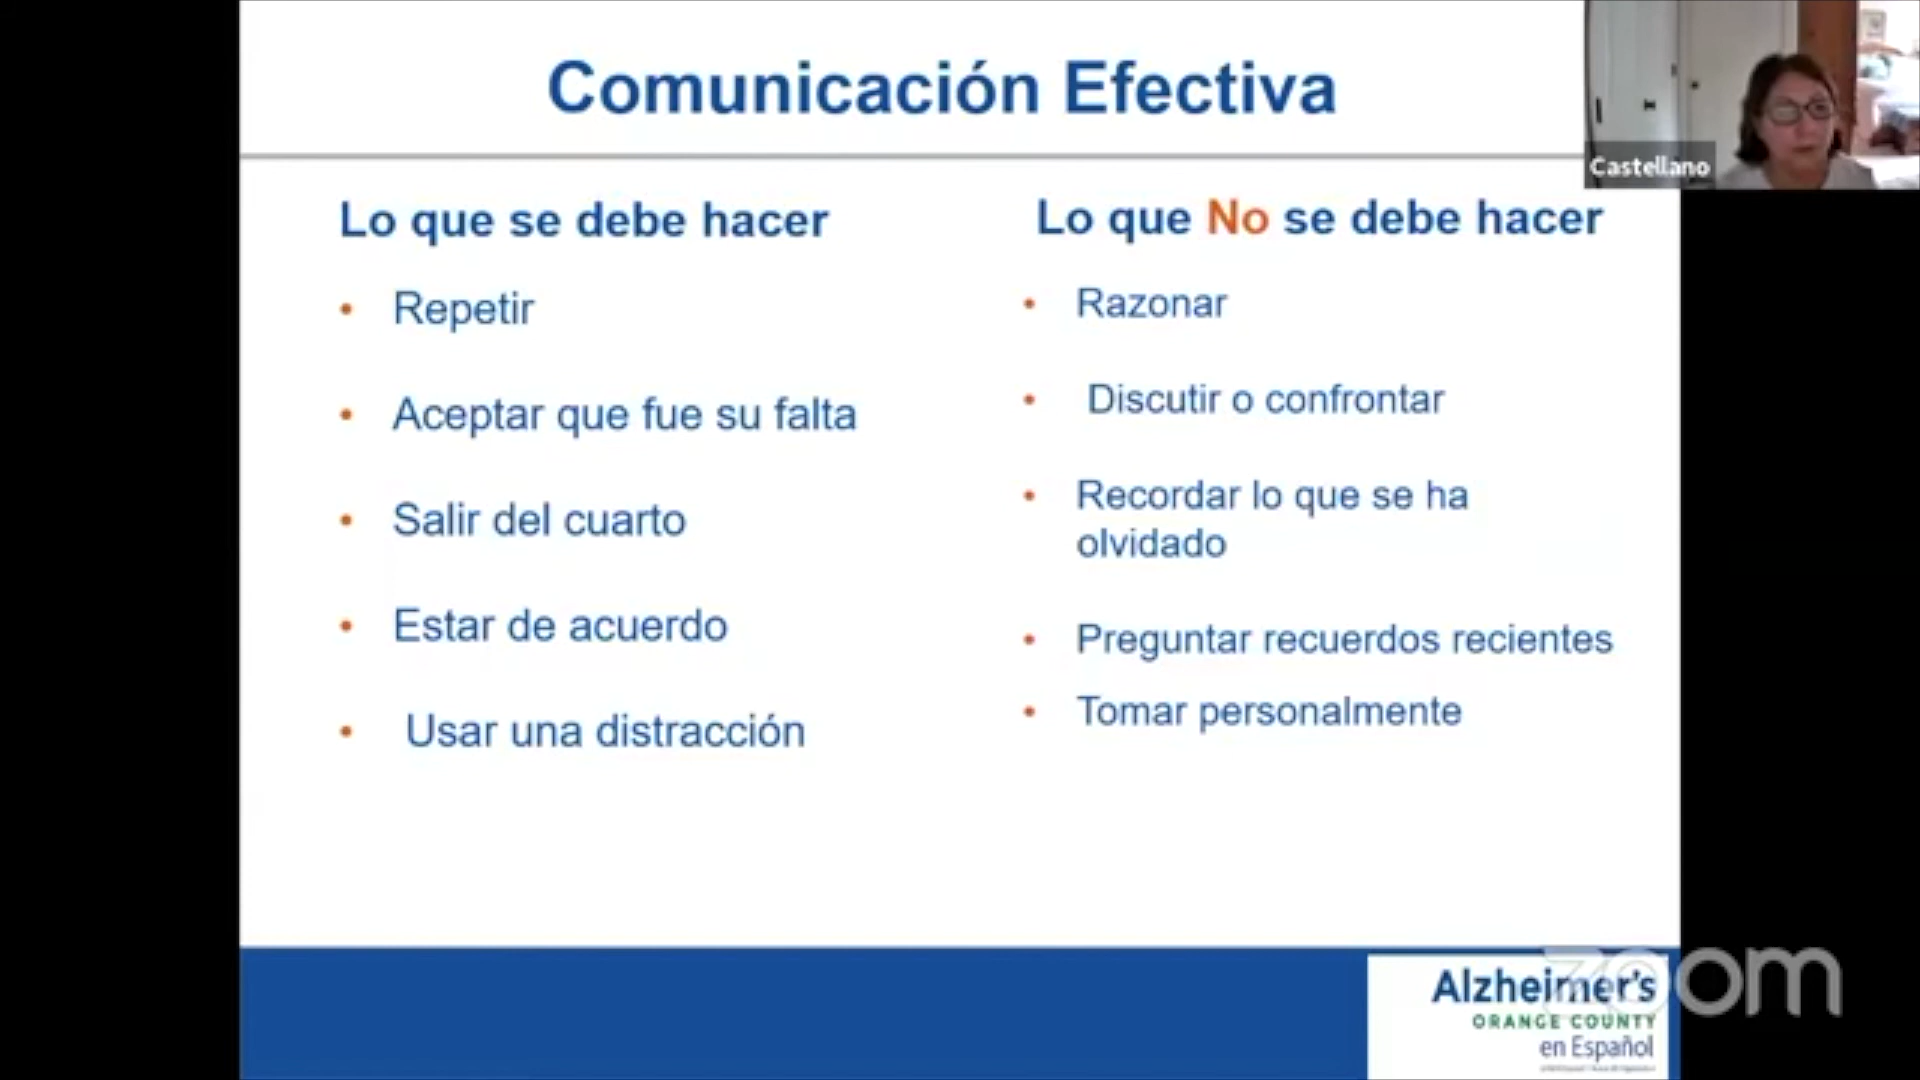 Comunicación Efectiva
Castellano
Lo que se debe hacer
• Repetir
• Aceptar que fue su falta
• Salir del cuarto
• Estar de acuerdo
• Usar una distracción
Lo que No se debe hacer
• Razonar
• Discutir o confrontar
• Recordar lo que se ha
olvidado
• Preguntar recuerdos recientes
• Tomar personalmente
Alzheimer's
ORANGE COUNTY
en Español
zoom